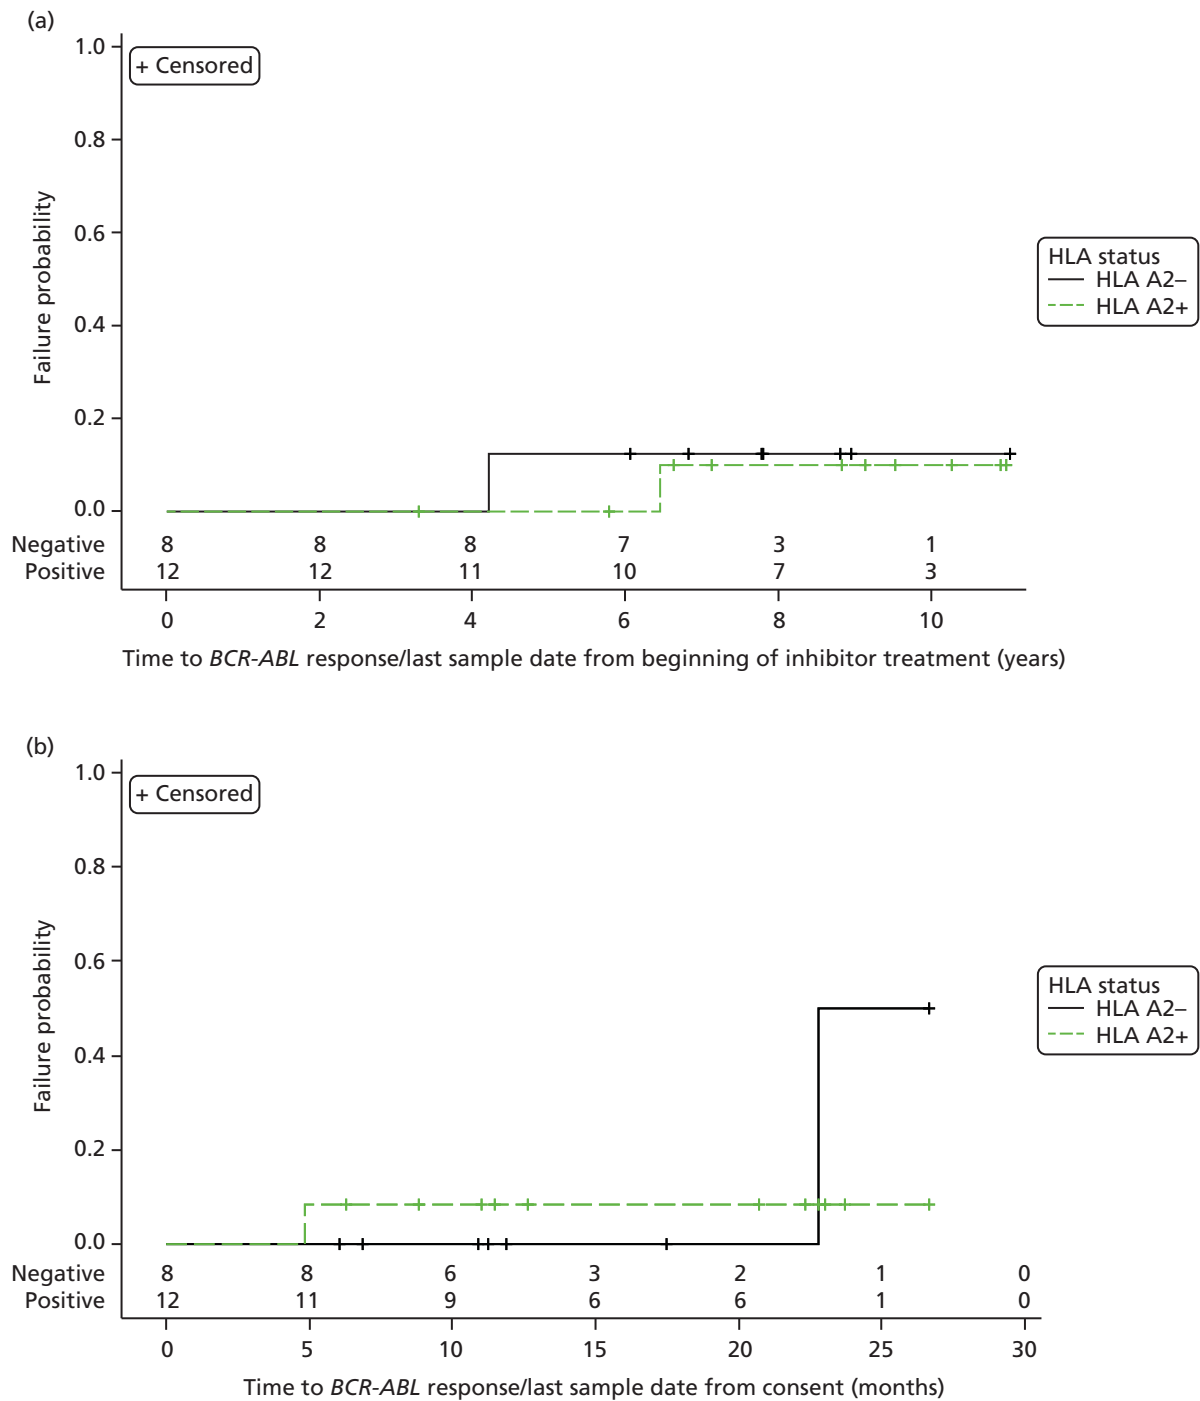 (a)
1.0
+ Censored
0.8
0.6
0.4
0.2
0.0
Failure probability
HLA status
HLA A2–
HLA A2+
Negative 8 8 8 7 3 1
Positive 12 12 11 10 7 3
0 2 4 6 8 10
Time to BCR-ABL response/last sample date from beginning of inhibitor treatment (years)
(b)
1.0
+ Censored
0.8
0.6
0.4
0.2
0.0
Failure probability
HLA status
HLA A2–
HLA A2+
Negative 8 8 6 3 2 1 0
Positive 12 11 9 6 6 1 0
0 5 10 15 20 25 30
Time to BCR-ABL response/last sample date from consent (months)